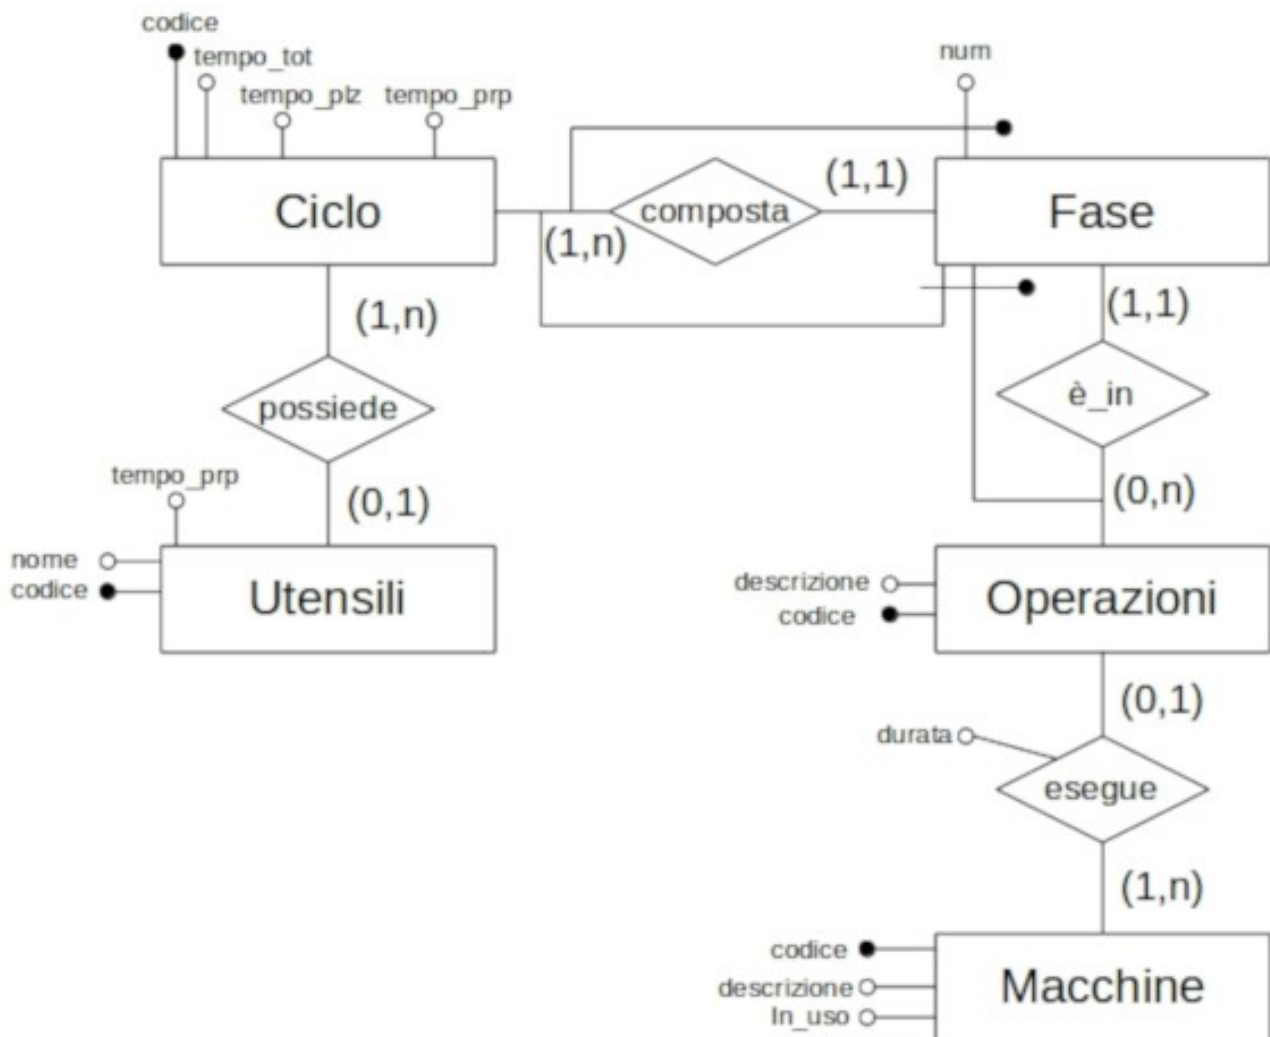 codice
tempo_tot
num
tempo_plz
tempo_prp
Ciclo
composta
(1,1)
Fase
(1,n)
(1,n)
(1,1)
possiede
è_in
tempo_prp
(0,1)
(0,n)
nome
codice
Utensili
descrizione
codice
Operazioni
(0,1)
durata
esegue
(1,n)
codice
descrizione
In_uso
Macchine